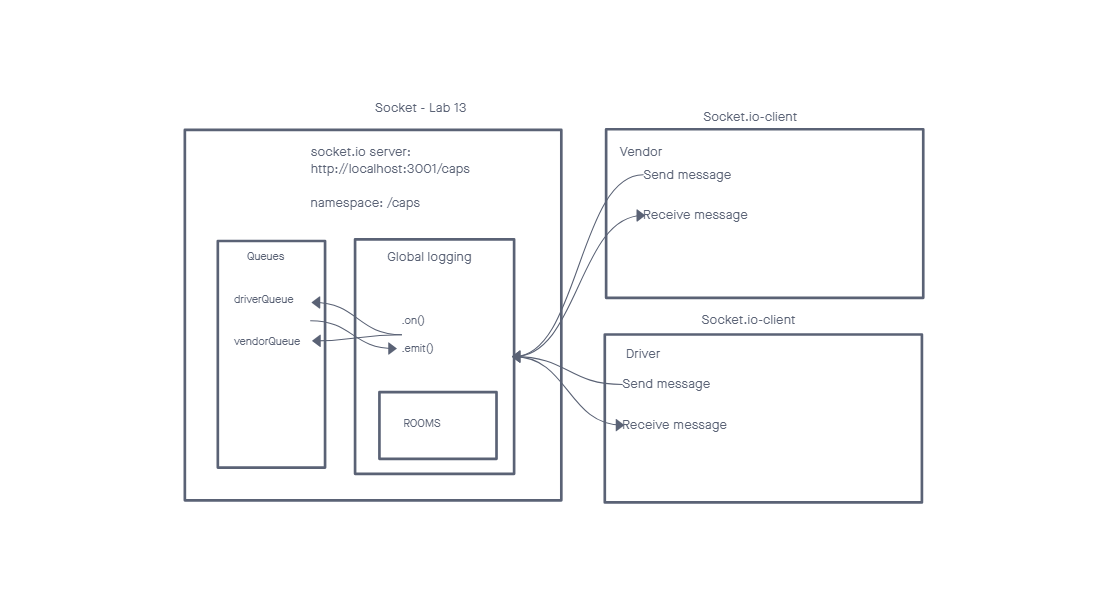 Socket - Lab 13
socket.io server:
http://localhost:3001/caps
namespace: /caps
Queues
driverQueue
vendorQueue
Global logging
.on()
.emit()
ROOMS
Socket.io-client
Vendor
Send message
Receive message
Socket.io-client
Driver
Send message
Receive message